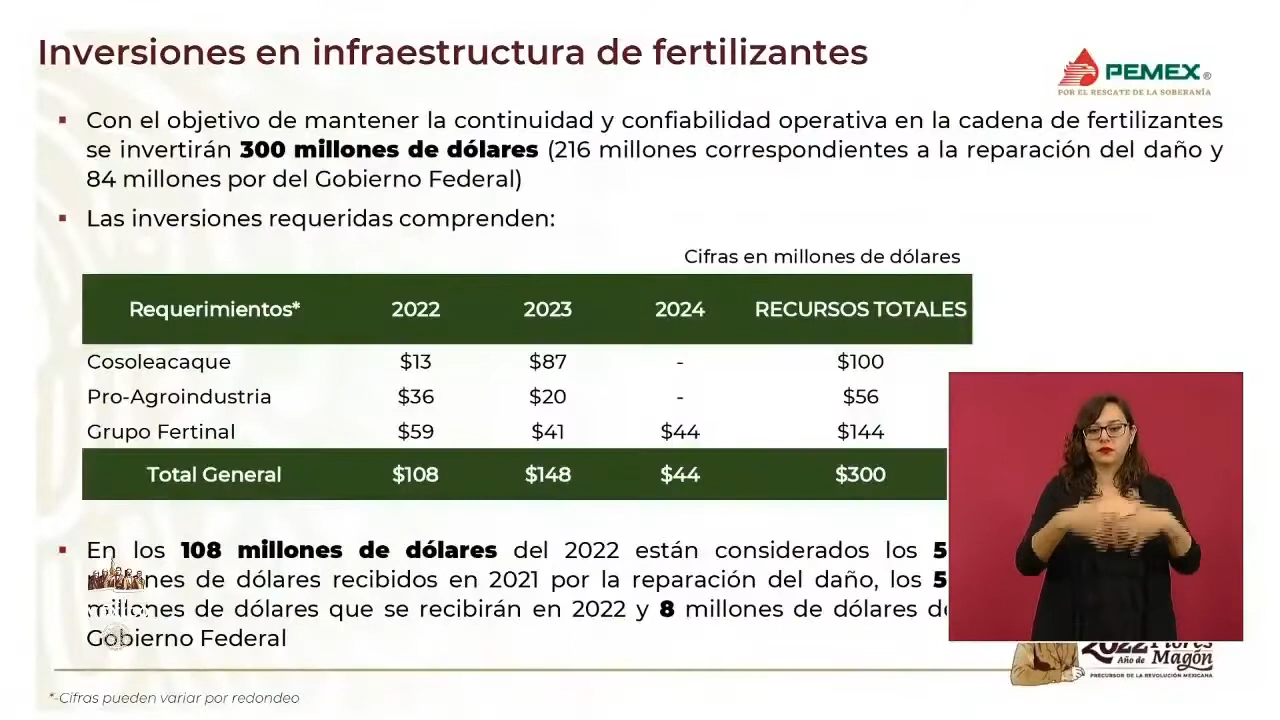 Inversiones en infraestructura de fertilizantes
PEMEX®
POR EL RESCATE DE LA SOBERANÍA
▪ Con el objetivo de mantener la continuidad y confiabilidad operativa en la cadena de fertilizantes
se invertirán 300 millones de dólares (216 millones correspondientes a la reparación del daño y
84 millones por del Gobierno Federal)
▪ Las inversiones requeridas comprenden:
Cifras en millones de dólares
Requerimientos* 2022 2023 2024 RECURSOS TOTALES
Cosoleacaque $13 $87 - $100
Pro-Agroindustria $36 $20 - $56
Grupo Fertinal $59 $41 $44 $144
Total General $108 $148 $44 $300
▪ En los 108 millones de dólares del 2022 están considerados los 5
de dólares recibidos en 2021 por la reparación del daño, los 5
millones de dólares que se recibirán en 2022 y 8 millones de dólares
Gobierno Federal
2022 Flores
Año de Magón
PRECURSOR DE LA REVOLUCIÓN MEXICANA
*-Cifras pueden variar por redondeo